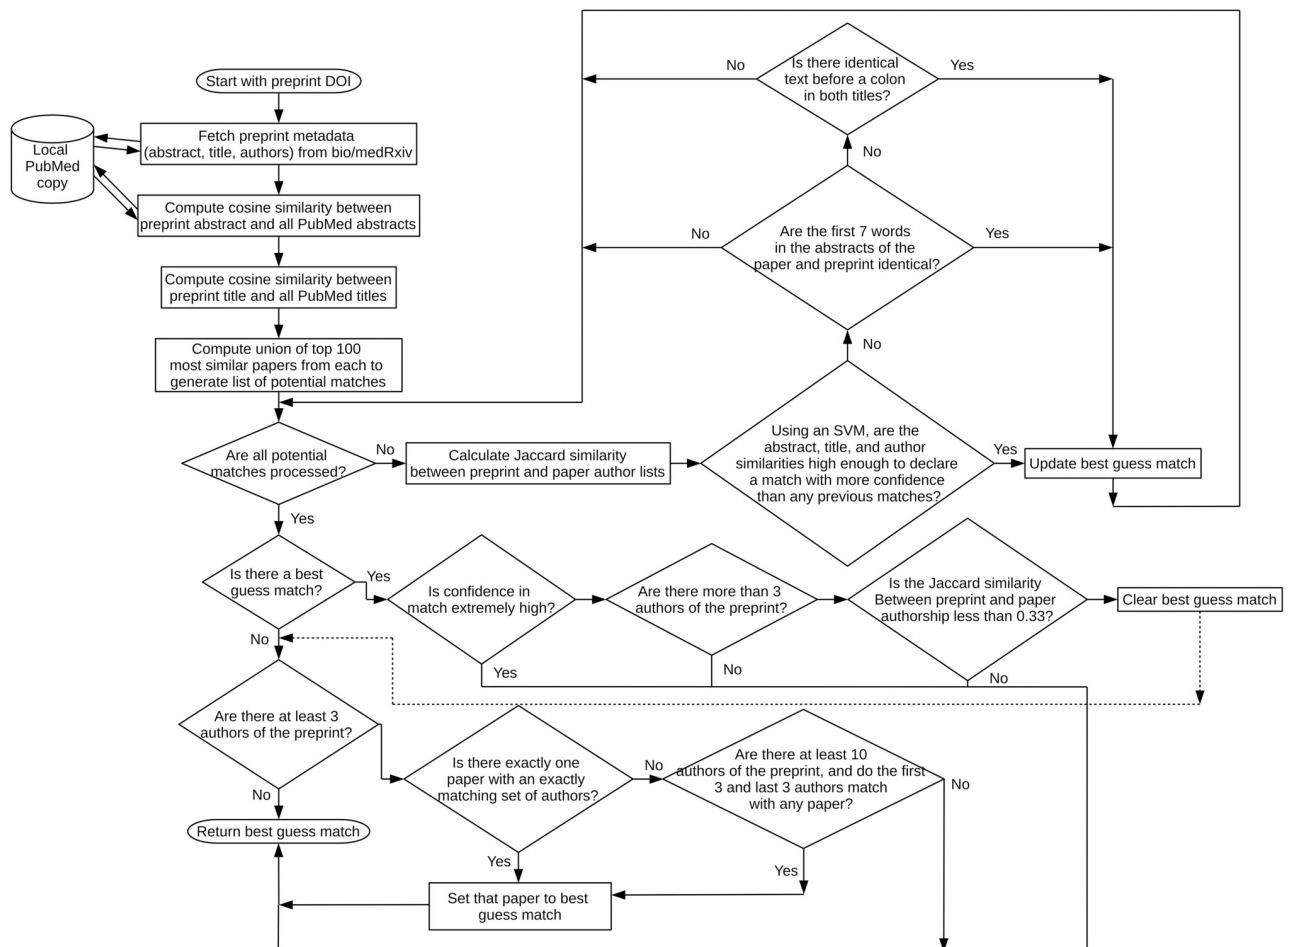 Start with preprint DOI
Local
PubMed
copy
Fetch preprint metadata
(abstract, title, authors) from bio/medRxiv
Compute cosine similarity between
preprint abstract and all PubMed abstracts
Compute cosine similarity between
preprint title and all PubMed titles
Compute union of top 100
most similar papers from each to
generate list of potential matches
Are all potential
matches processed?
No
Calculate Jaccard similarity
between preprint and paper author lists
Using an SVM, are the
abstract, title, and author
similarities high enough to declare
a match with more confidence
than any previous matches?
Yes
Update best guess match
No
Are the first 7 words
in the abstracts of the
paper and preprint identical?
No
Yes
No
Is there identical
text before a colon
in both titles?
No
Yes
Yes
Is there a best
guess match?
Yes
Is confidence in
match extremely high?
Yes
Are there more than 3
authors of the preprint?
No
Is the Jaccard similarity
Between preprint and paper
authorship less than 0.33?
No
Clear best guess match
No
Are there at least 3
authors of the preprint?
No
Is there exactly one
paper with an exactly
matching set of authors?
No
Yes
Are there at least 10
authors of the preprint, and do the first
3 and last 3 authors match
with any paper?
No
Yes
Return best guess match
Set that paper to best
guess match